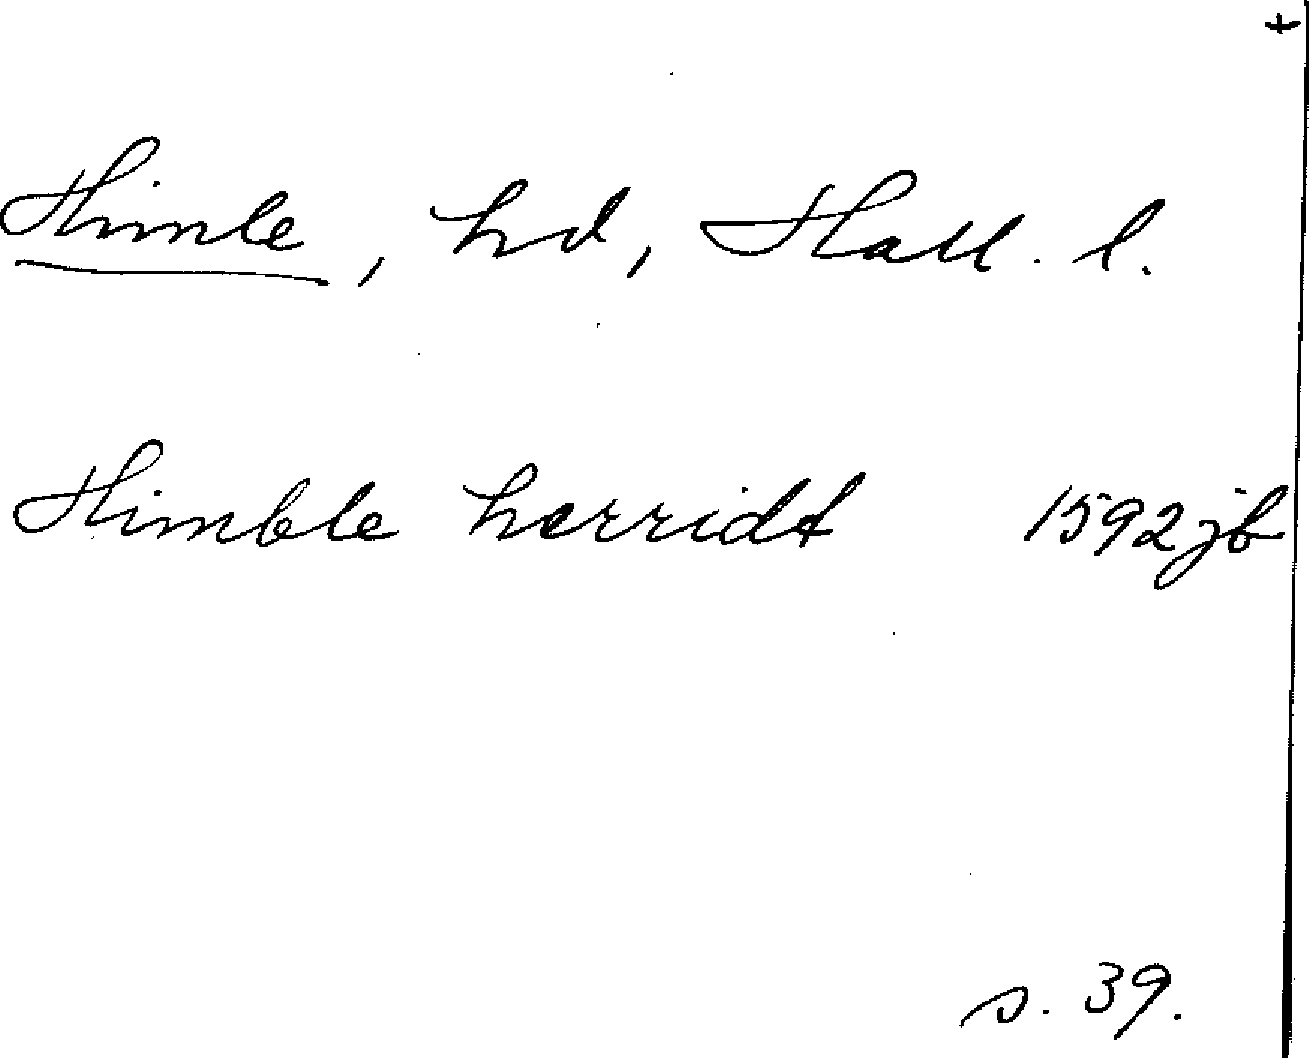 +
Himle, hd, Hall. l.
Himble herridt 1592 jb
s. 39.